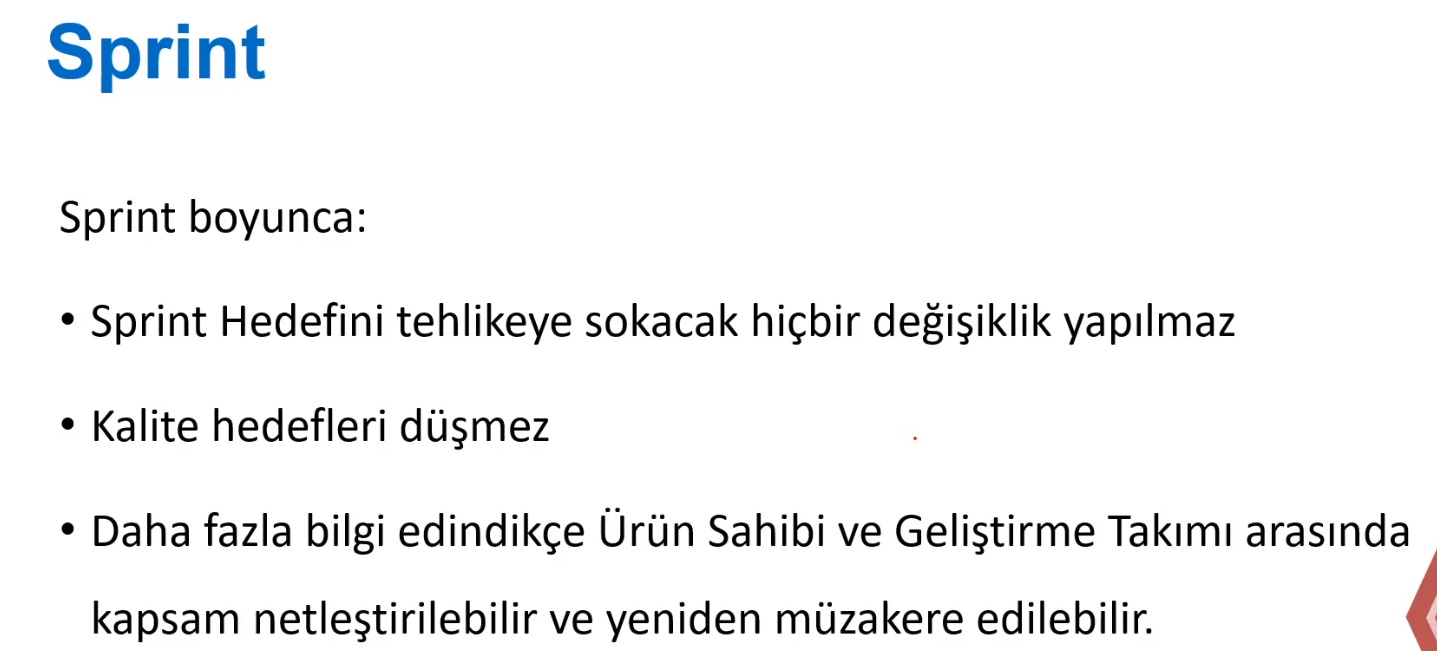 Sprint
Sprint boyunca:
• Sprint Hedefini tehlikeye sokacak hiçbir değişiklik yapılmaz
• Kalite hedefleri düşmez
• Daha fazla bilgi edindikçe Ürün Sahibi ve Geliştirme Takımı arasında
kapsam netleştirilebilir ve yeniden müzakere edilebilir.